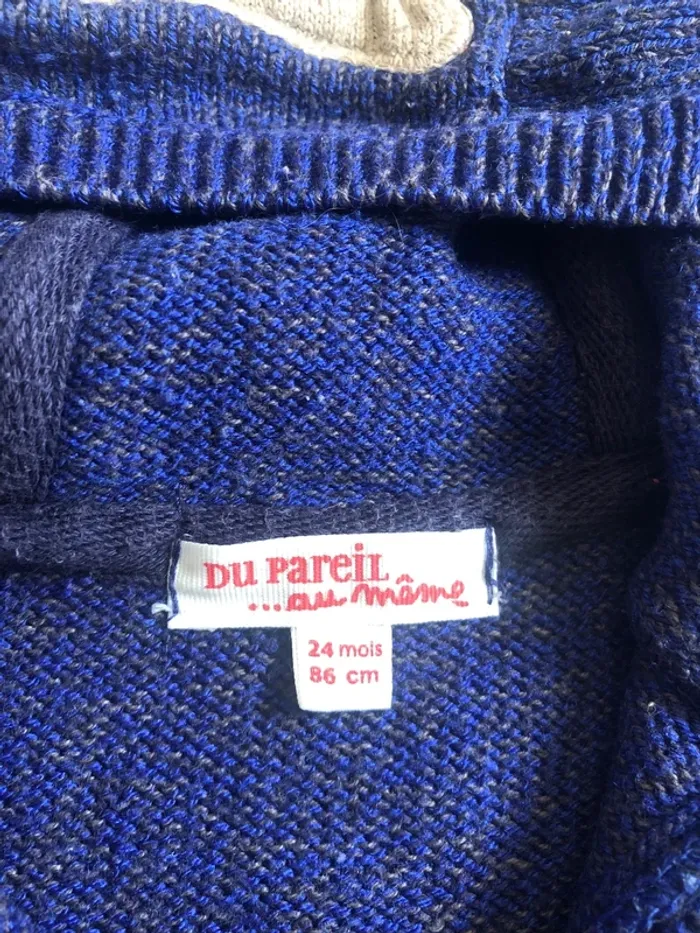 Du Pareil
...au même
24 mois
86 cm